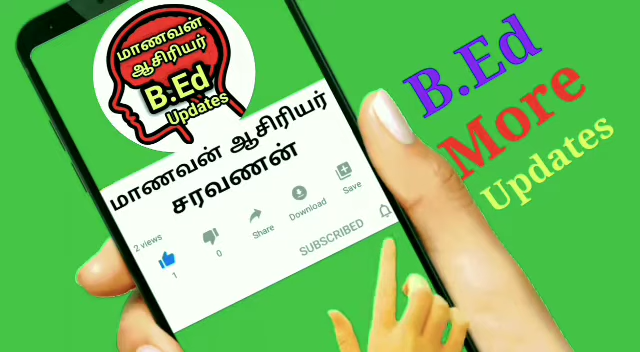 மாணவன்
ஆசிரியர்
B.Ed
Updates
மாணவன் ஆசிரியர்
சரவணன்
2 views
1
0
Share
Download
Save
SUBSCRIBED
B.Ed
More
Updates